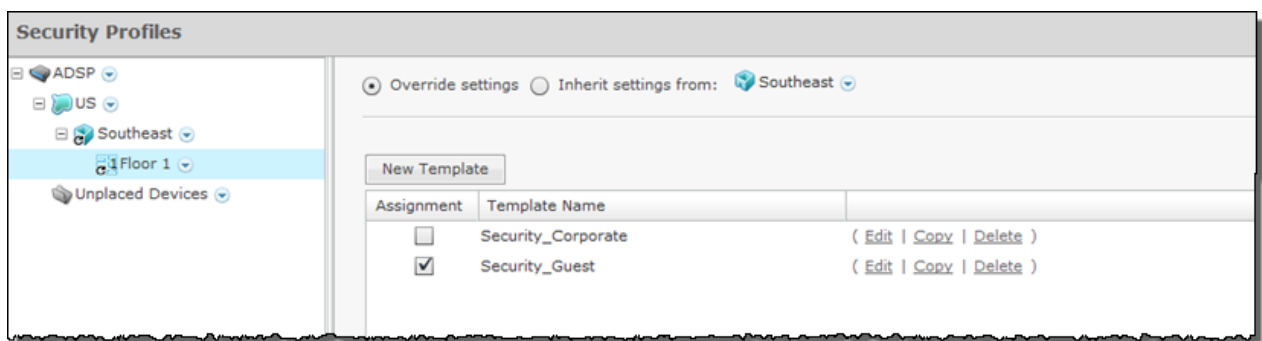 Security Profiles
ADSP
US
Southeast
1 Floor 1
Unplaced Devices
Override settings Inherit settings from: Southeast
New Template
Assignment Template Name
Security_Corporate ( Edit | Copy | Delete )
Security_Guest ( Edit | Copy | Delete )